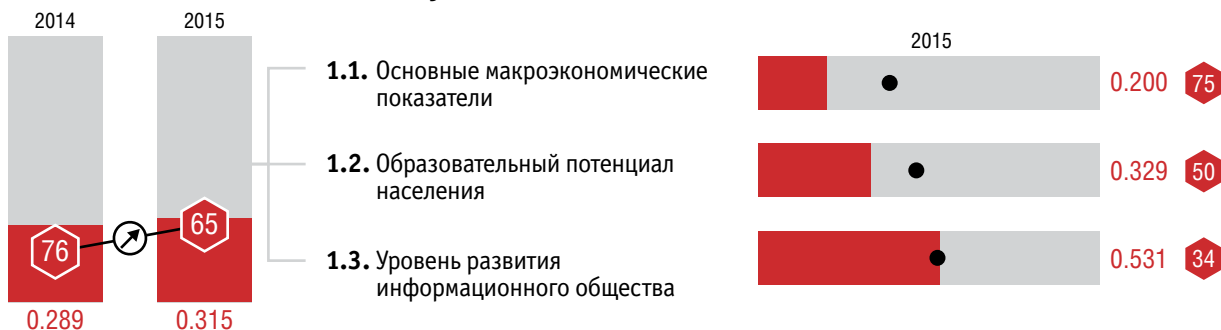 2014
2015
76
65
0.289
0.315
1.1. Основные макроэкономические
показатели
1.2. Образовательный потенциал
населения
1.3. Уровень развития
информационного общества
2015
0.200 75
0.329 50
0.531 34